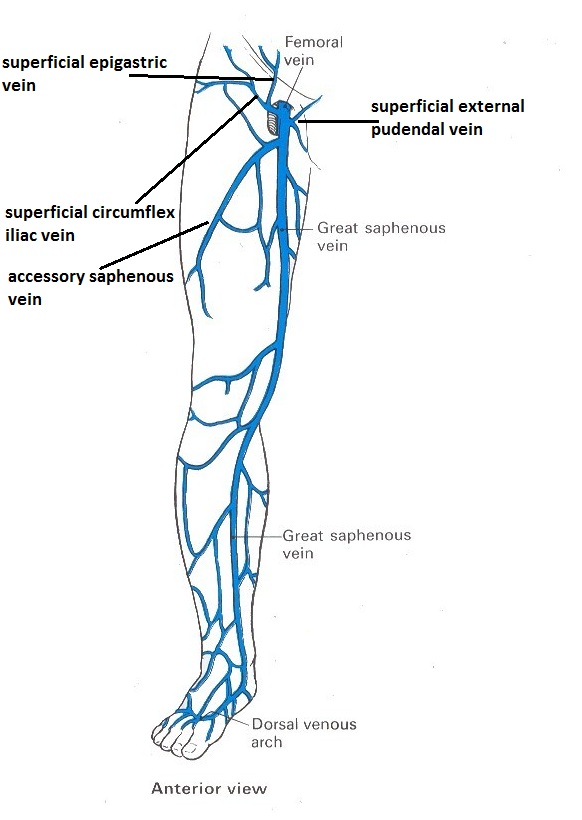 Femoral
vein
superficial epigastric
vein
superficial external
pudendal vein
superficial circumflex
iliac vein
Great saphenous
vein
accessory saphenous
vein
Great saphenous
vein
Dorsal venous
arch
Anterior view